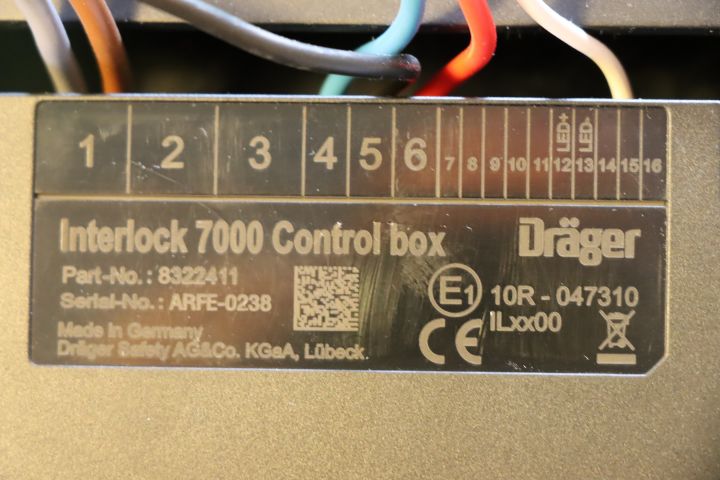 1 2 3 4 5 6 7 8 9 10 11 12 13 14 15 16
LED+ LED-
Interlock 7000 Control box
Dräger
Part-No.: 8322411
Serial-No.: ARFE-0238
Made in Germany
Dräger Safety AG&Co. KGaA, Lübeck
E1
10R - 047310
ILxx00
CE